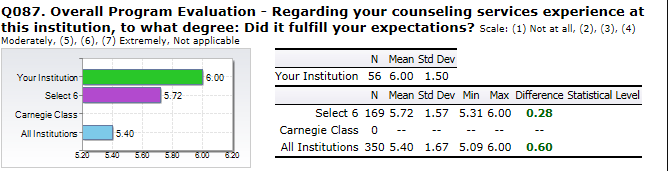 Q087. Overall Program Evaluation - Regarding your counseling services experience at
this institution, to what degree: Did it fulfill your expectations? Scale: (1) Not at all, (2), (3), (4)
Moderately, (5), (6), (7) Extremely, Not applicable
Your Institution 6.00
Select 6 5.72
Carnegie Class
All Institutions 5.40
5.20 5.40 5.60 5.80 6.00 6.20
N Mean Std Dev
Your Institution 56 6.00 1.50
N Mean Std Dev Min Max Difference Statistical Level
Select 6 169 5.72 1.57 5.31 6.00 0.28
Carnegie Class 0 -- -- -- -- --
All Institutions 350 5.40 1.67 5.09 6.00 0.60